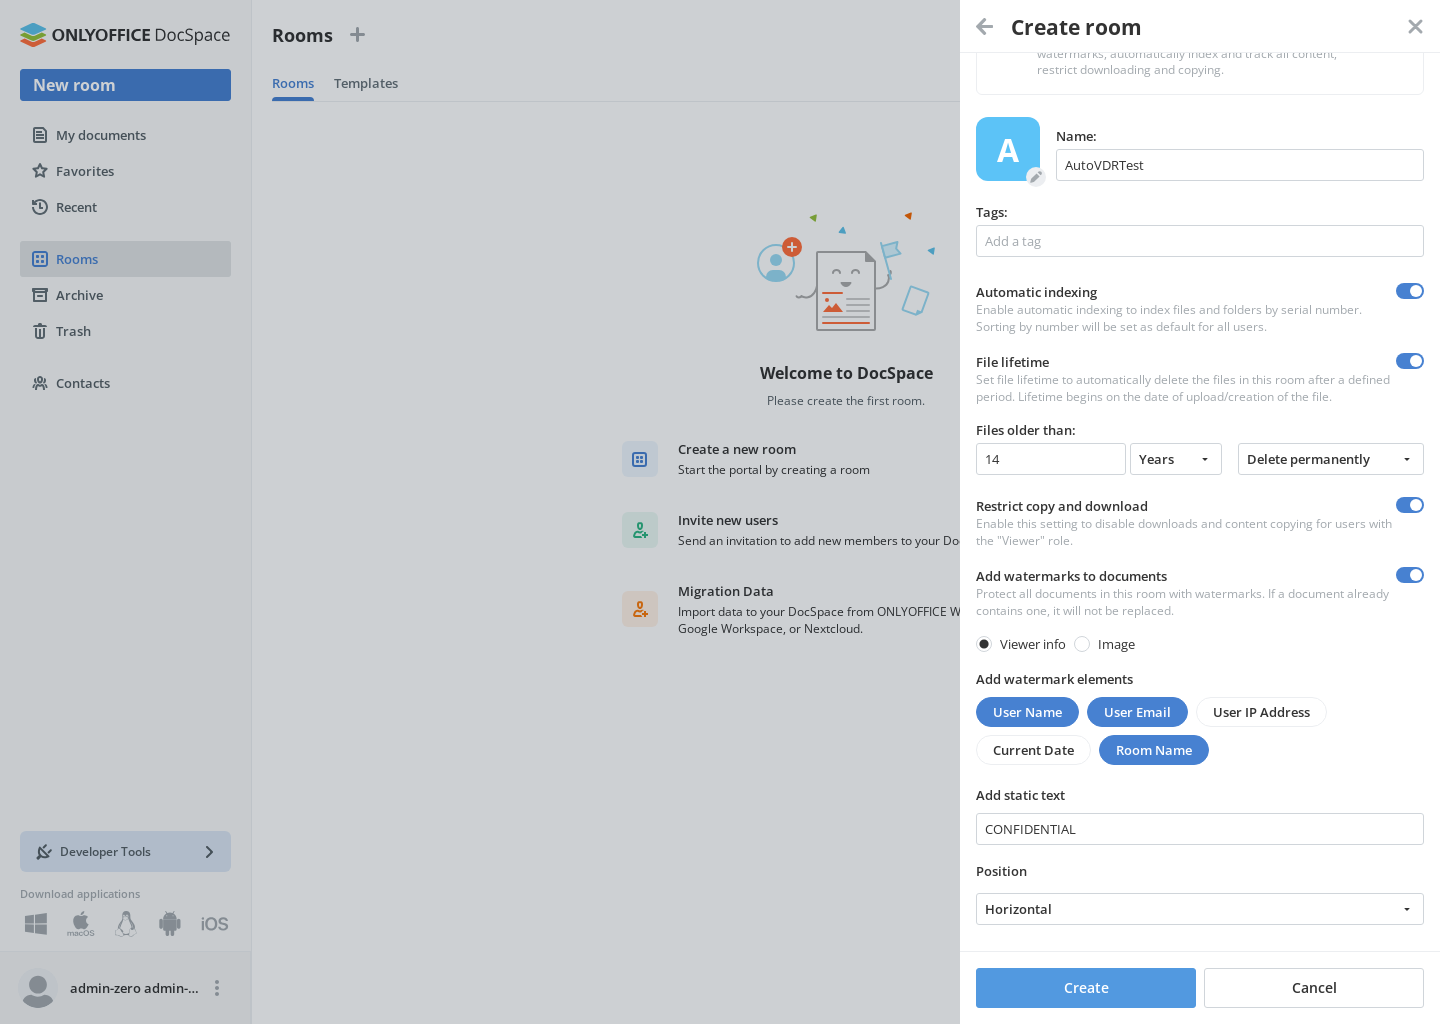 ONLYOFFICE DocSpace
New room
My documents
Favorites
Recent
Rooms
Archive
Trash
Contacts
Developer Tools
Download applications
macOS
iOS
admin-zero admin-...
Rooms
Rooms
Templates
Welcome to DocSpace
Please create the first room.
Create a new room
Start the portal by creating a room
Invite new users
Send an invitation to add new members to your Do
Migration Data
Import data to your DocSpace from ONLYOFFICE W
Google Workspace, or Nextcloud.
Create room
watermarks, automatically index and track all content,
restrict downloading and copying.
A
Name:
AutoVDRTest
Tags:
Add a tag
Automatic indexing
Enable automatic indexing to index files and folders by serial number.
Sorting by number will be set as default for all users.
File lifetime
Set file lifetime to automatically delete the files in this room after a defined
period. Lifetime begins on the date of upload/creation of the file.
Files older than:
14 Years Delete permanently
Restrict copy and download
Enable this setting to disable downloads and content copying for users with
the "Viewer" role.
Add watermarks to documents
Protect all documents in this room with watermarks. If a document already
contains one, it will not be replaced.
Viewer info Image
Add watermark elements
User Name User Email User IP Address
Current Date Room Name
Add static text
CONFIDENTIAL
Position
Horizontal
Create Cancel